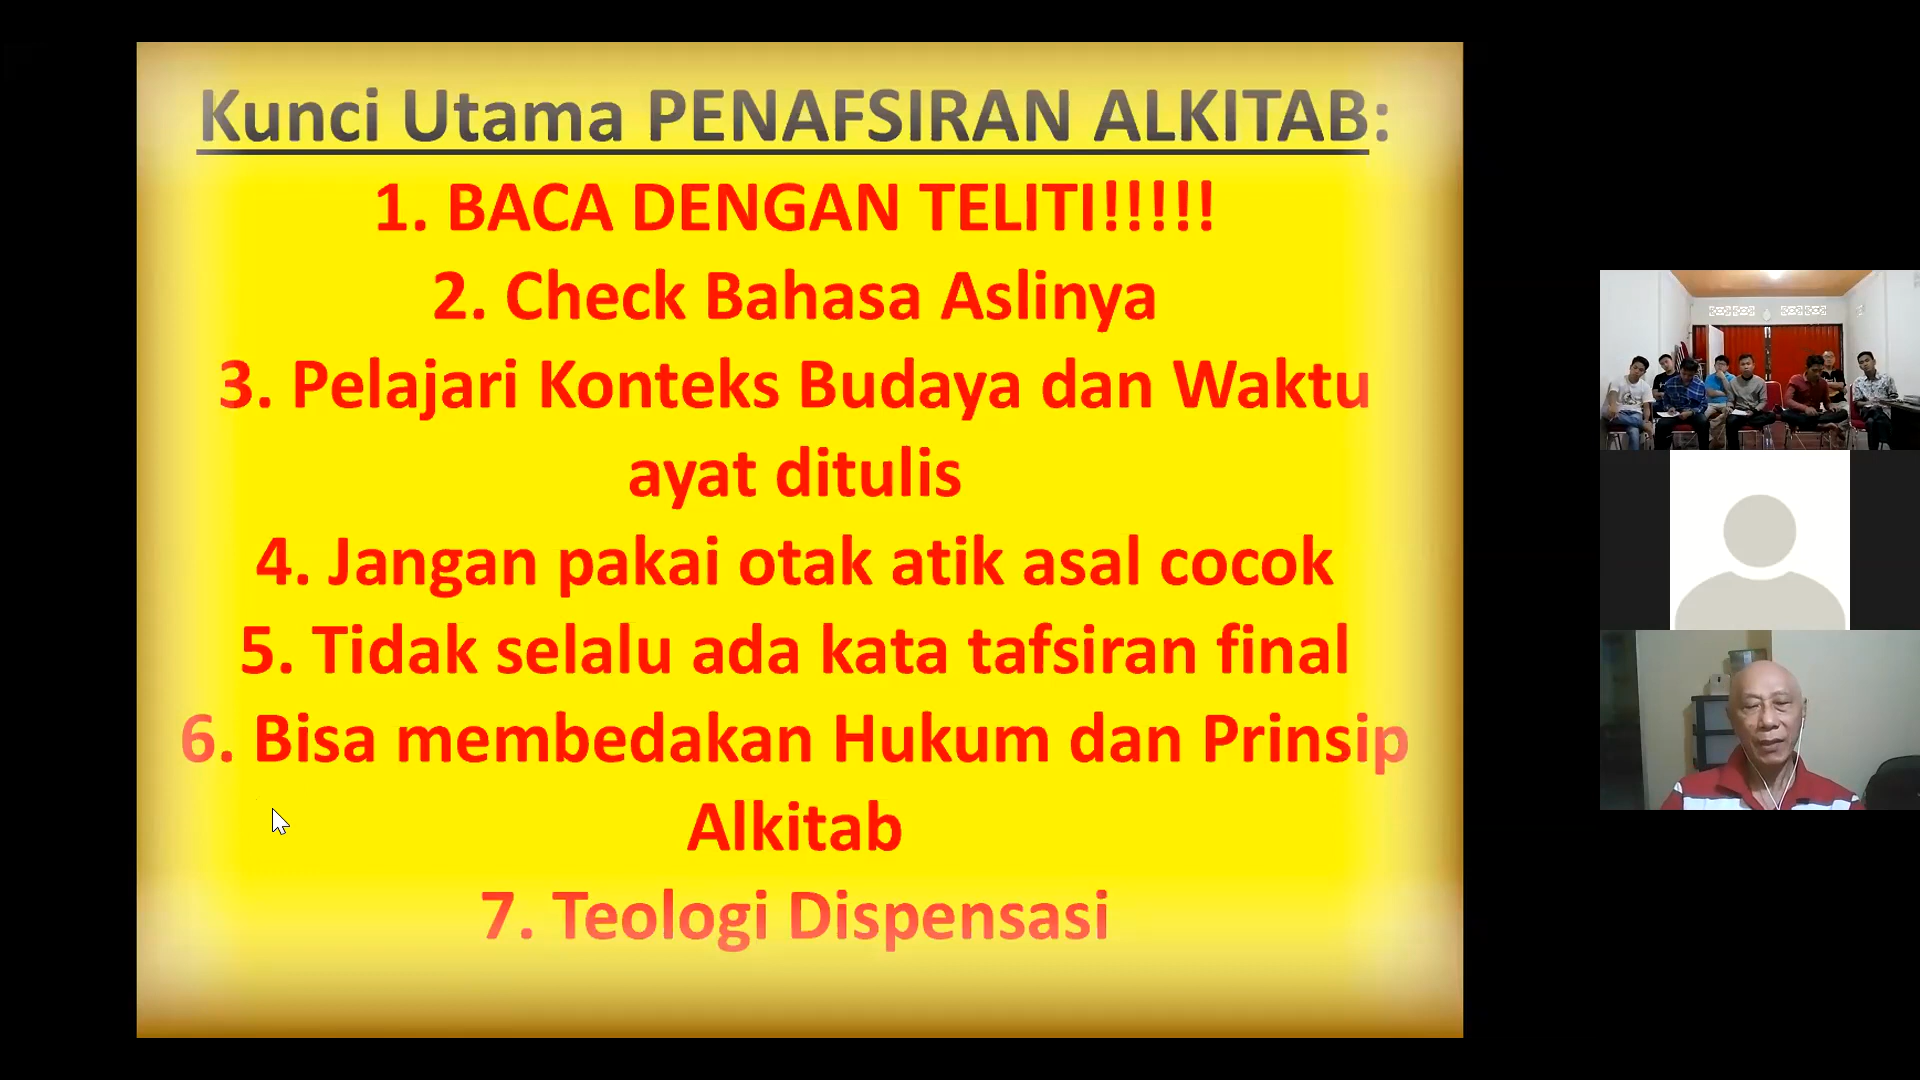 Kunci Utama PENAFSIRAN ALKITAB:
1. BACA DENGAN TELITI!!!!!
2. Check Bahasa Aslinya
3. Pelajari Konteks Budaya dan Waktu
ayat ditulis
4. Jangan pakai otak atik asal cocok
5. Tidak selalu ada kata tafsiran final
6. Bisa membedakan Hukum dan Prinsip
Alkitab
7. Teologi Dispensasi